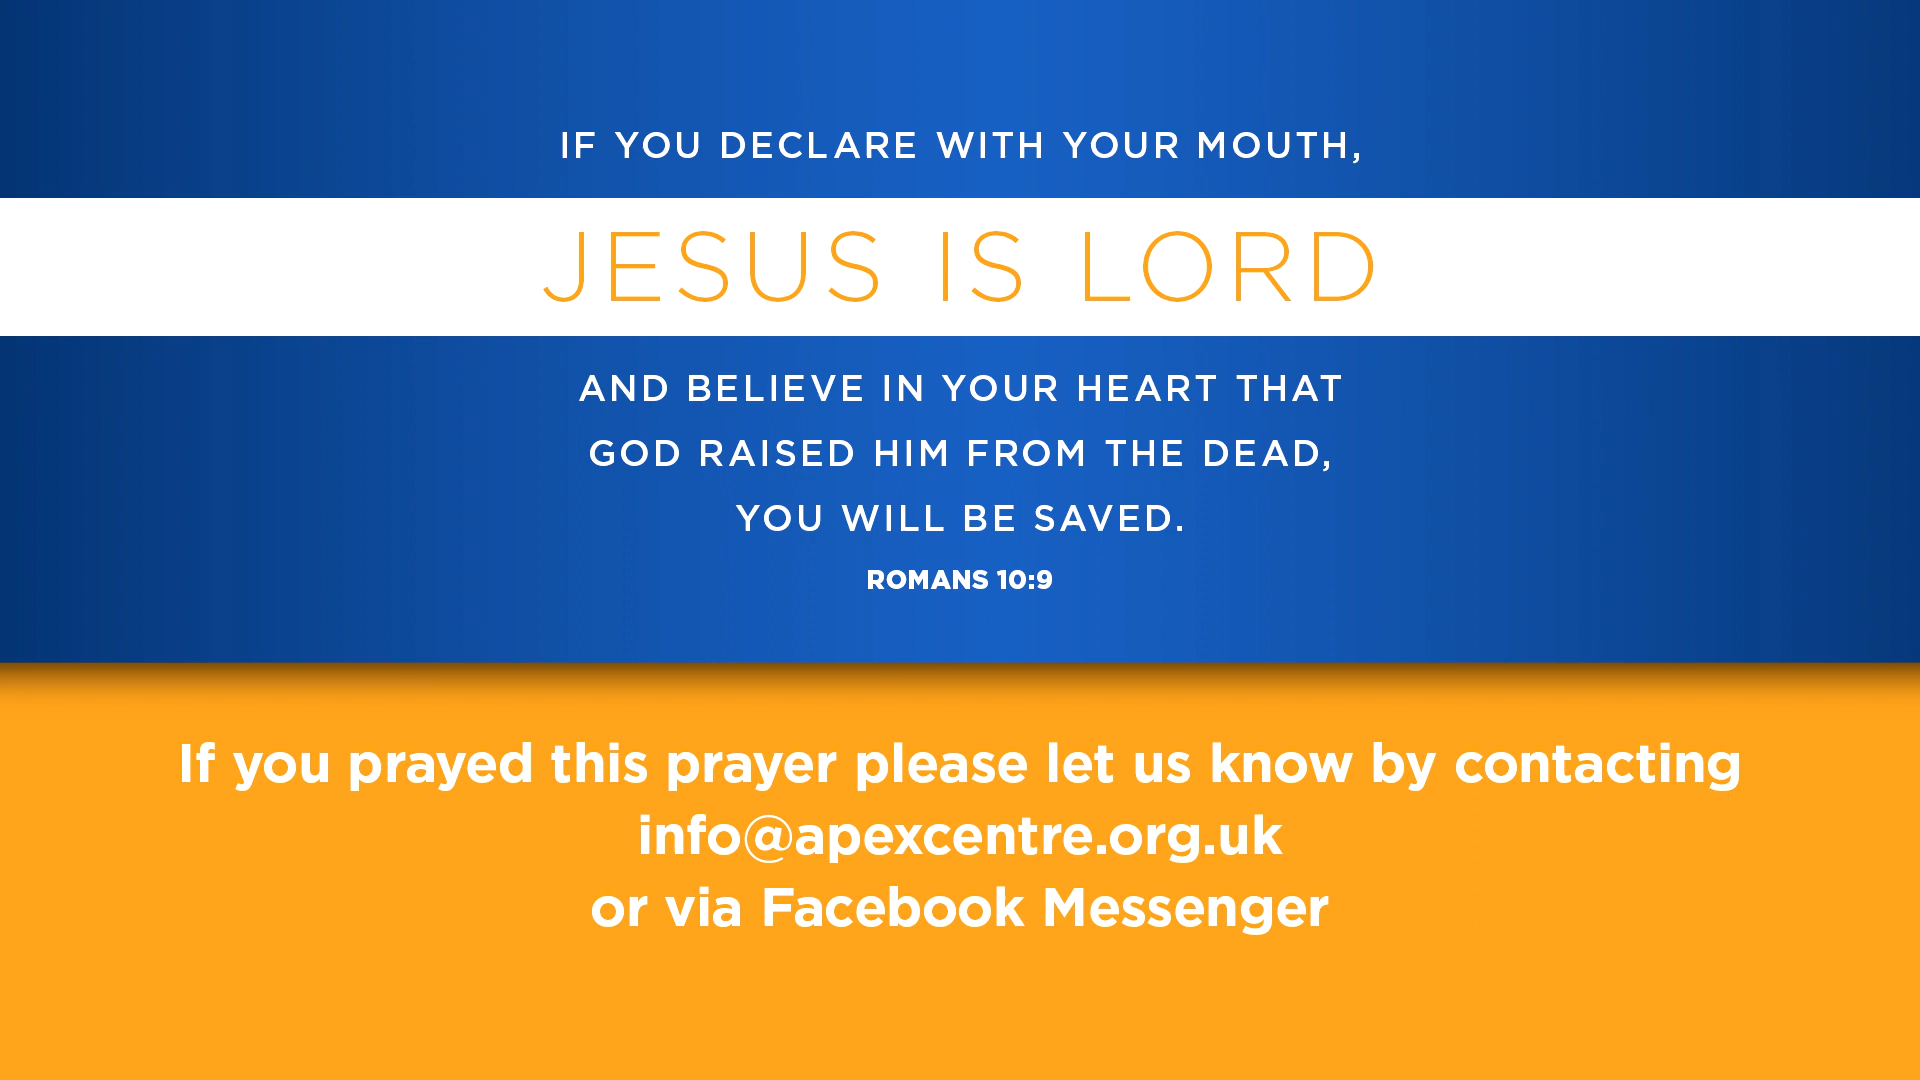 IF YOU DECLARE WITH YOUR MOUTH,
JESUS IS LORD
AND BELIEVE IN YOUR HEART THAT
GOD RAISED HIM FROM THE DEAD,
YOU WILL BE SAVED.
ROMANS 10:9
If you prayed this prayer please let us know by contacting
info@apexcentre.org.uk
or via Facebook Messenger